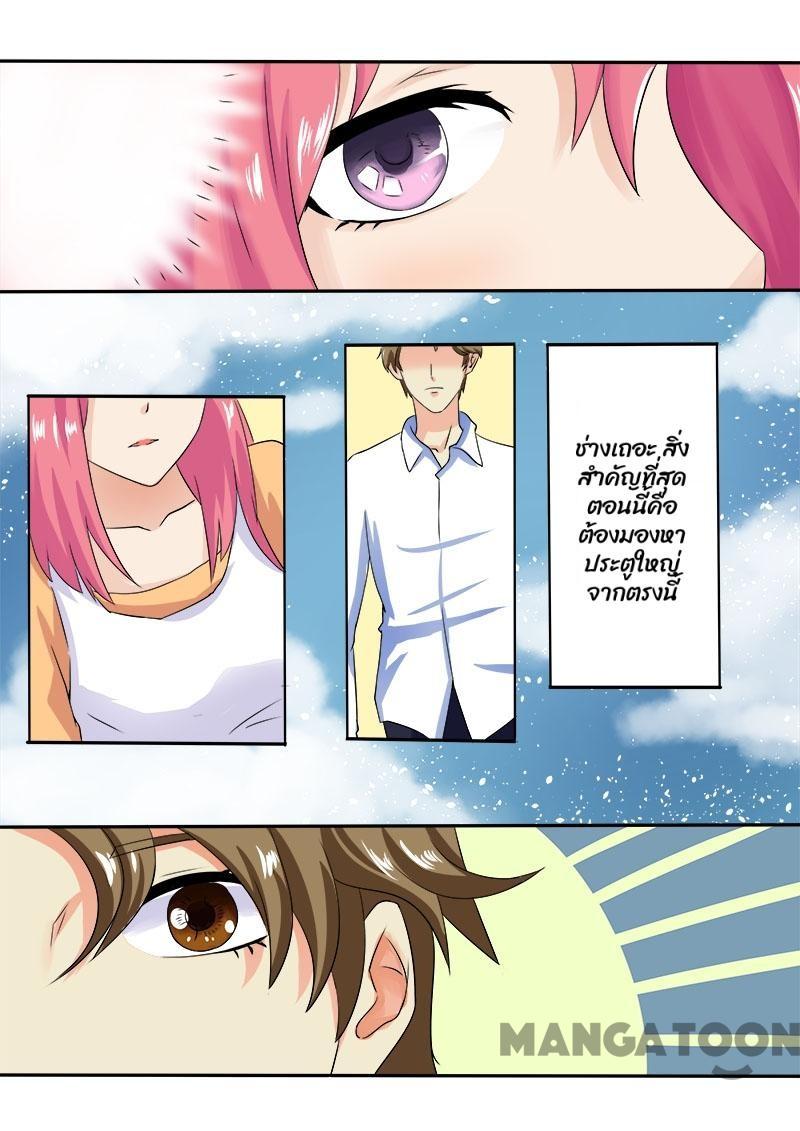 ช่างเถอะ สิ่ง
สำคัญที่สุด
ตอนนี้คือ
ต้องมองหา
ประตูใหญ่
จากตรงนี้
MANGATOON